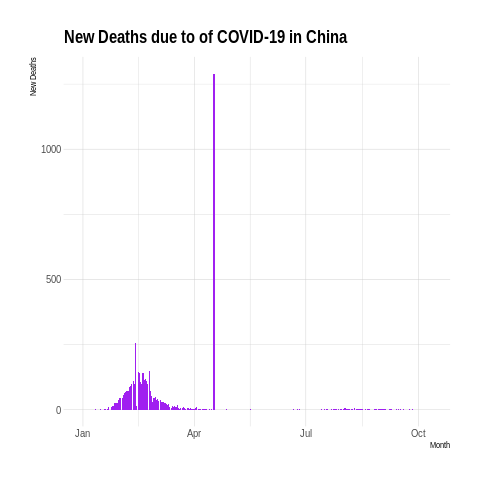 New Deaths due to of COVID-19 in China
New Deaths
1000
500
0
Jan
Apr
Jul
Oct
Month